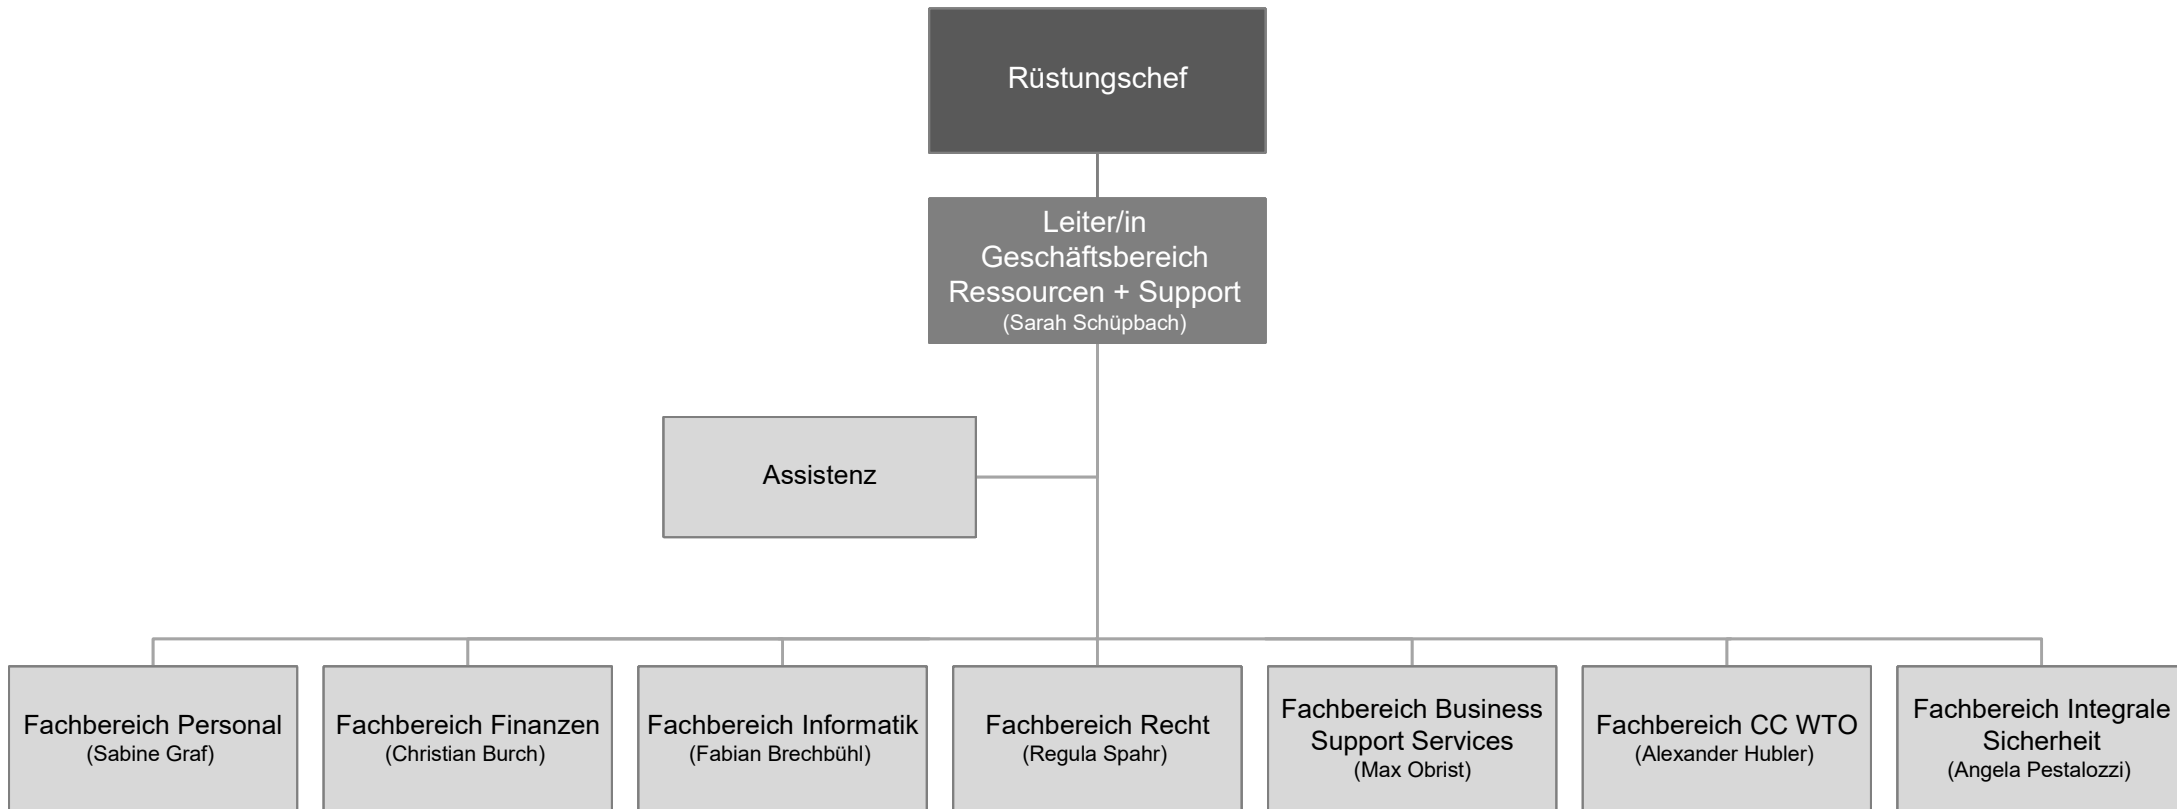 Rüstungschef
Leiter/in
Geschäftsbereich
Ressourcen + Support
(Sarah Schüpbach)
Assistenz
Fachbereich Personal
(Sabine Graf)
Fachbereich Finanzen
(Christian Burch)
Fachbereich Informatik
(Fabian Brechbühl)
Fachbereich Recht
(Regula Spahr)
Fachbereich Business
Support Services
(Max Obrist)
Fachbereich CC WTO
(Alexander Hubler)
Fachbereich Integrale
Sicherheit
(Angela Pestalozzi)